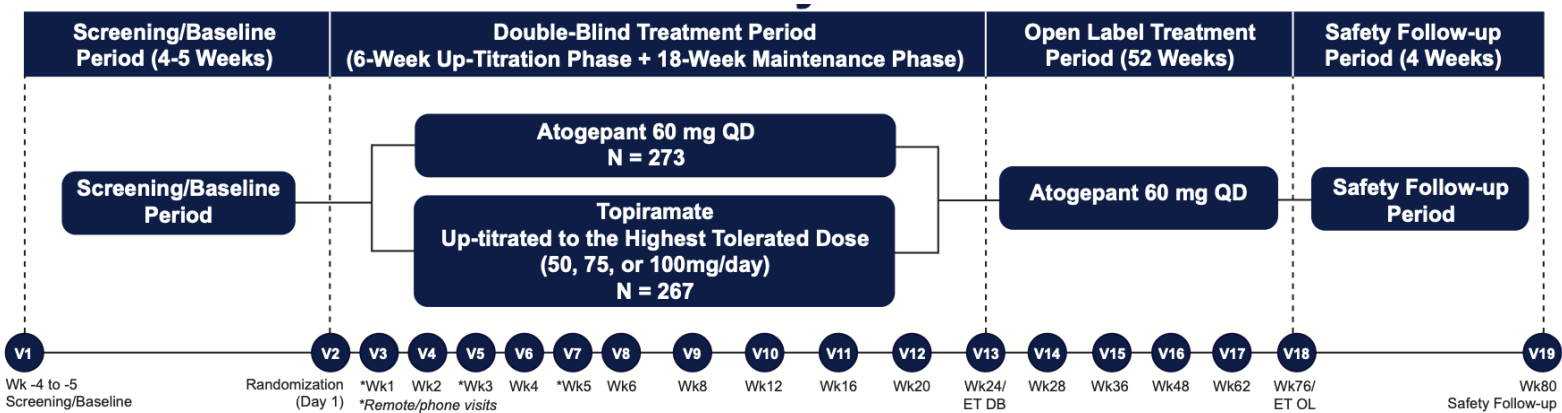 Screening/Baseline
Period (4-5 Weeks)
Double-Blind Treatment Period
(6-Week Up-Titration Phase + 18-Week Maintenance Phase)
Open Label Treatment
Period (52 Weeks)
Safety Follow-up
Period (4 Weeks)
Screening/Baseline
Period
Atogepant 60 mg QD
N = 273
Topiramate
Up-titrated to the Highest Tolerated Dose
(50, 75, or 100mg/day)
N = 267
Atogepant 60 mg QD
Safety Follow-up
Period
V1
Wk -4 to -5
Screening/Baseline
V2
Randomization
(Day 1)
V3
*Wk1
V4
Wk2
V5
*Wk3
V6
Wk4
V7
*Wk5
V8
Wk6
*Remote/phone visits
V9
Wk8
V10
Wk12
V11
Wk16
V12
Wk20
V13
Wk24/
ET DB
V14
Wk28
V15
Wk36
V16
Wk48
V17
Wk62
V18
Wk76/
ET OL
V19
Wk80
Safety Follow-up